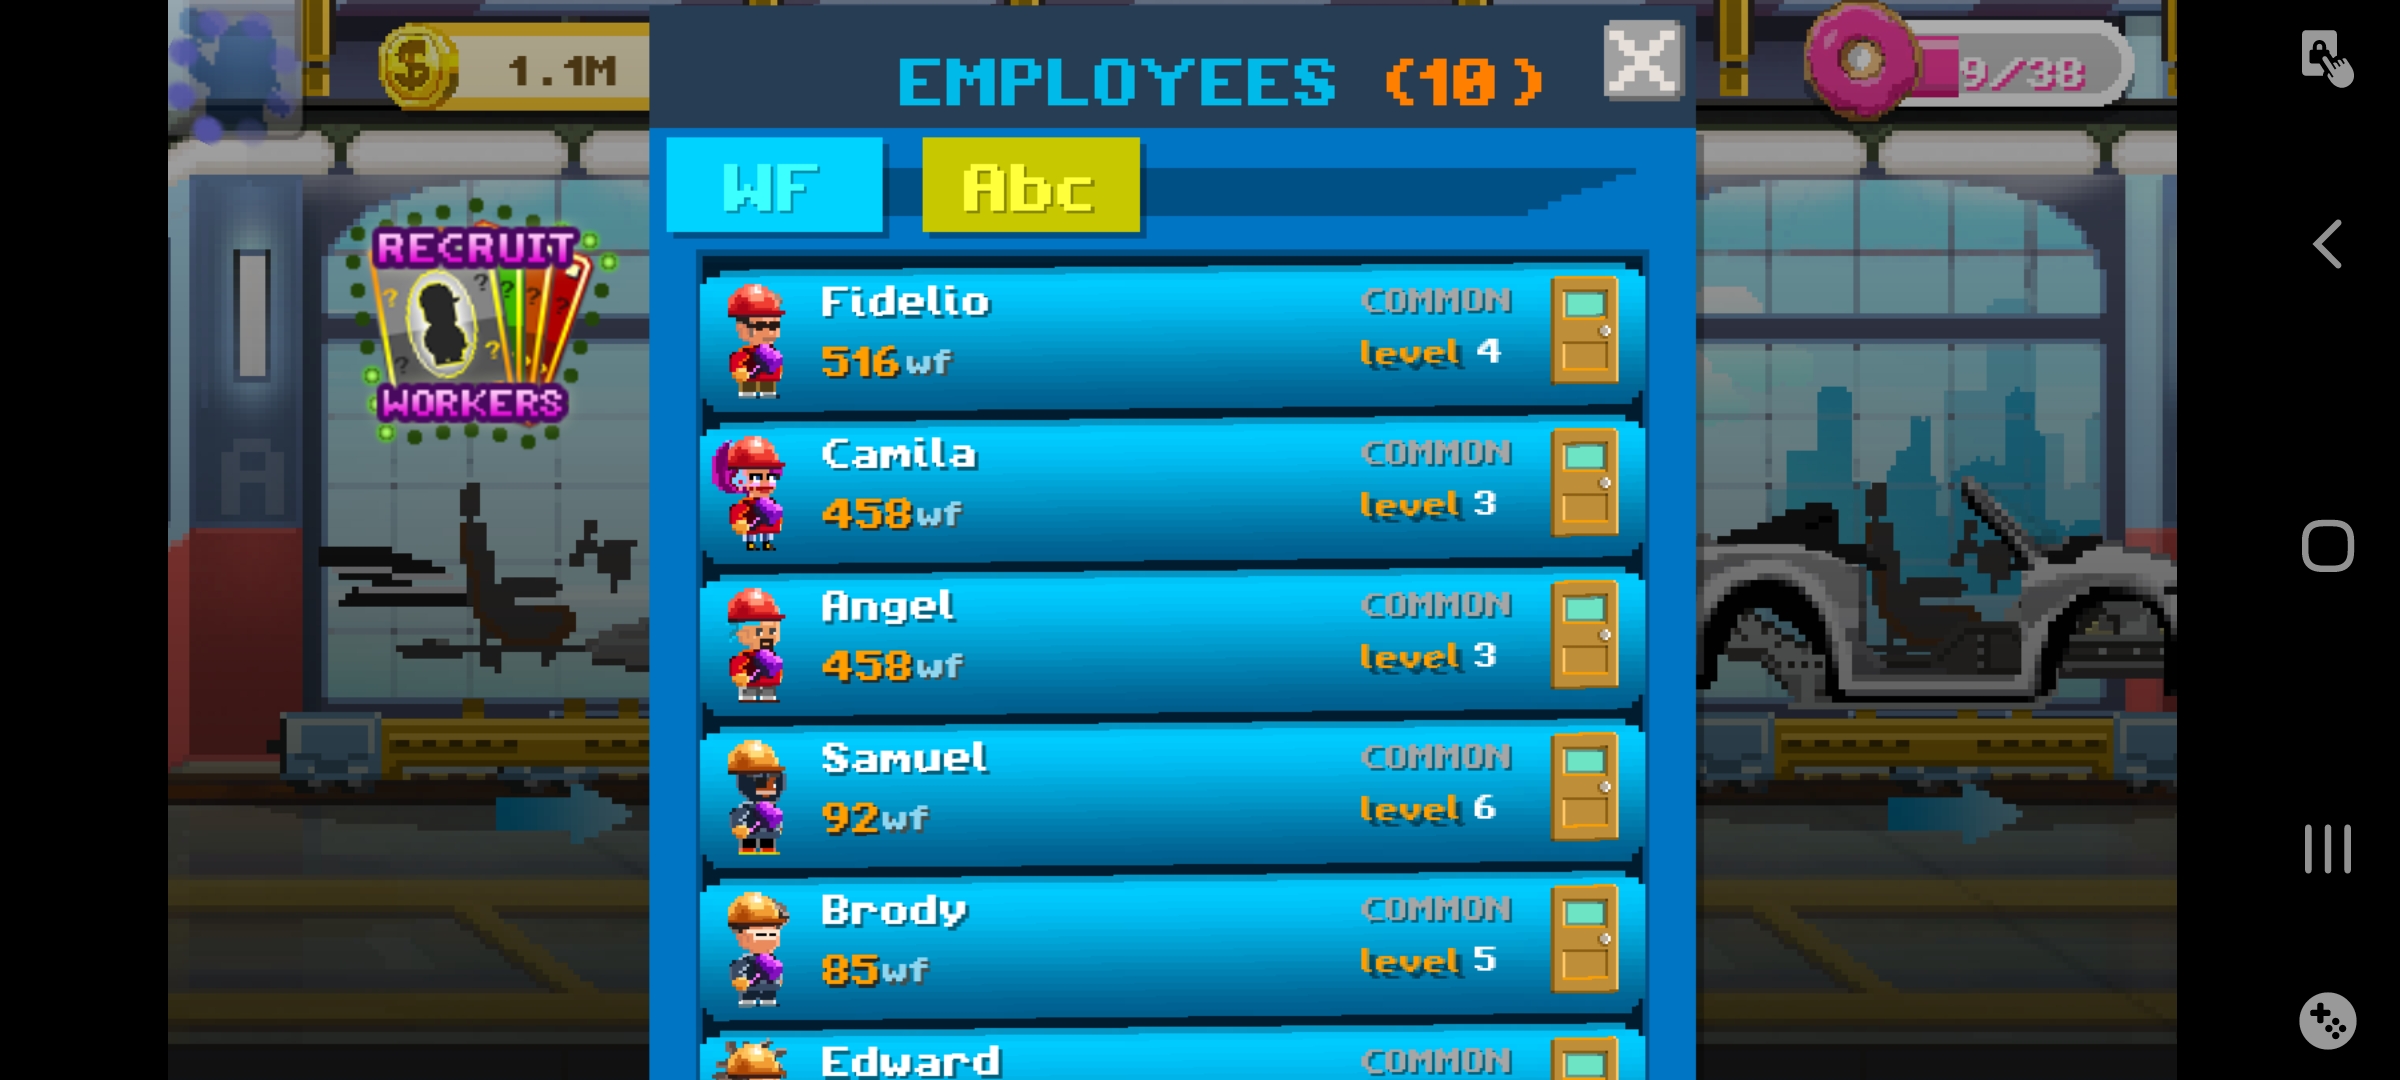 1.1M
EMPLOYEES (10)
9/38
WF Abc
RECRUIT
WORKERS
A
Fidelio COMMON
516wf level 4
Camila COMMON
458wf level 3
Angel COMMON
458wf level 3
Samuel COMMON
92wf level 6
Brody COMMON
85wf level 5
Edward COMMON